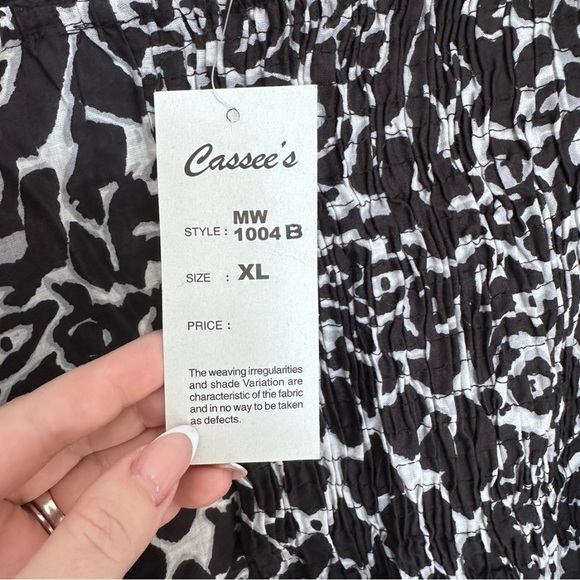 Cassee's
STYLE : MW 1004 B
SIZE : XL
PRICE :
The weaving irregularities
and shade Variation are
characteristic of the fabric
and in no way to be taken
as defects.